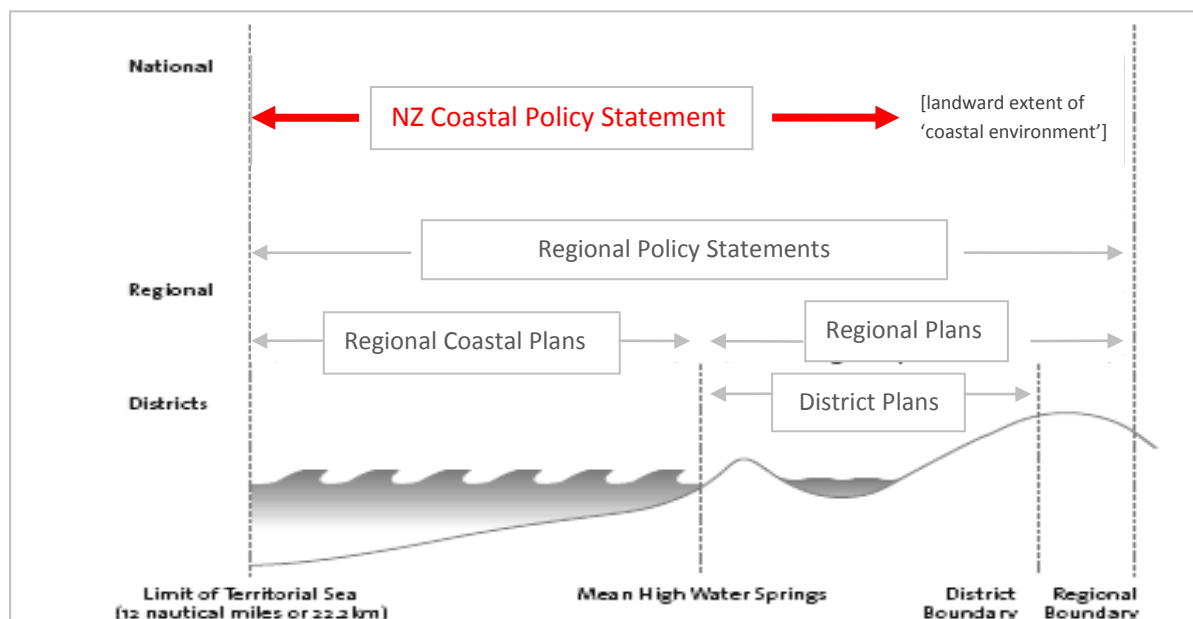 National
NZ Coastal Policy Statement
[landward extent of
‘coastal environment’]
Regional Policy Statements
Regional
Regional Coastal Plans
Regional Plans
Districts
District Plans
Limit of Territorial Sea
(12 nautical miles or 22.2km)
Mean High Water Springs
District
Boundary
Regional
Boundary